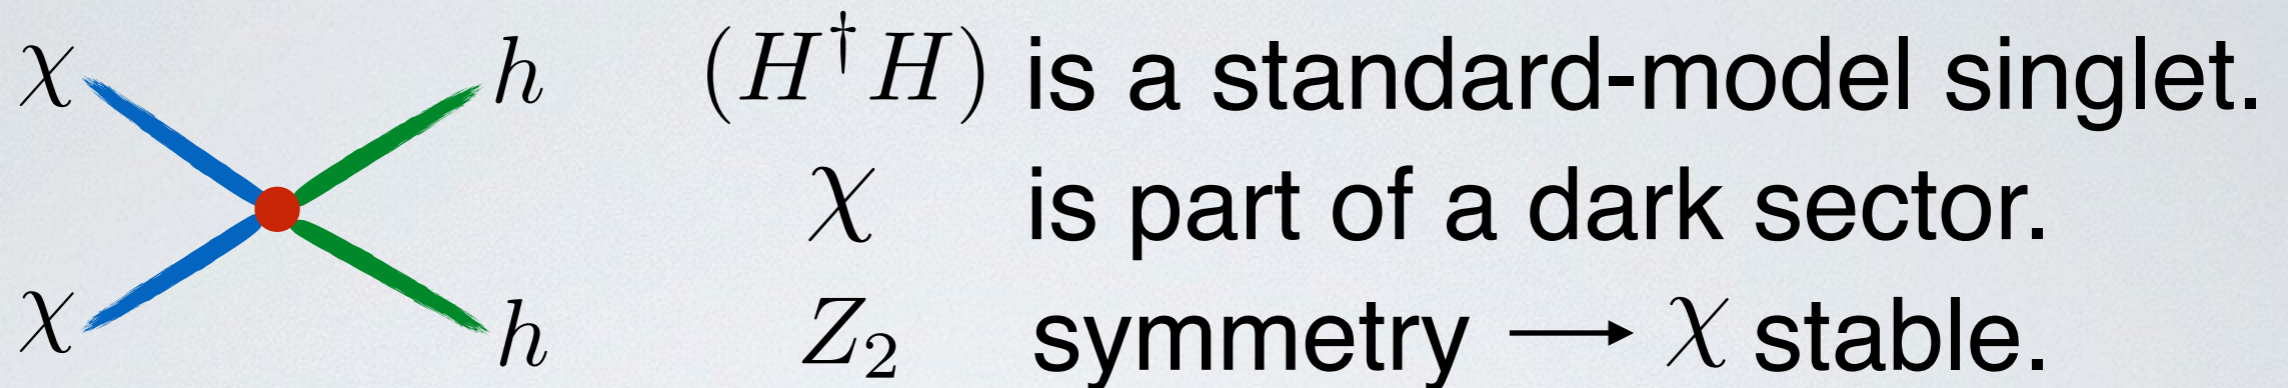 χ h (H†H) is a standard-model singlet.
χ is part of a dark sector.
χ h Z₂ symmetry → χ stable.